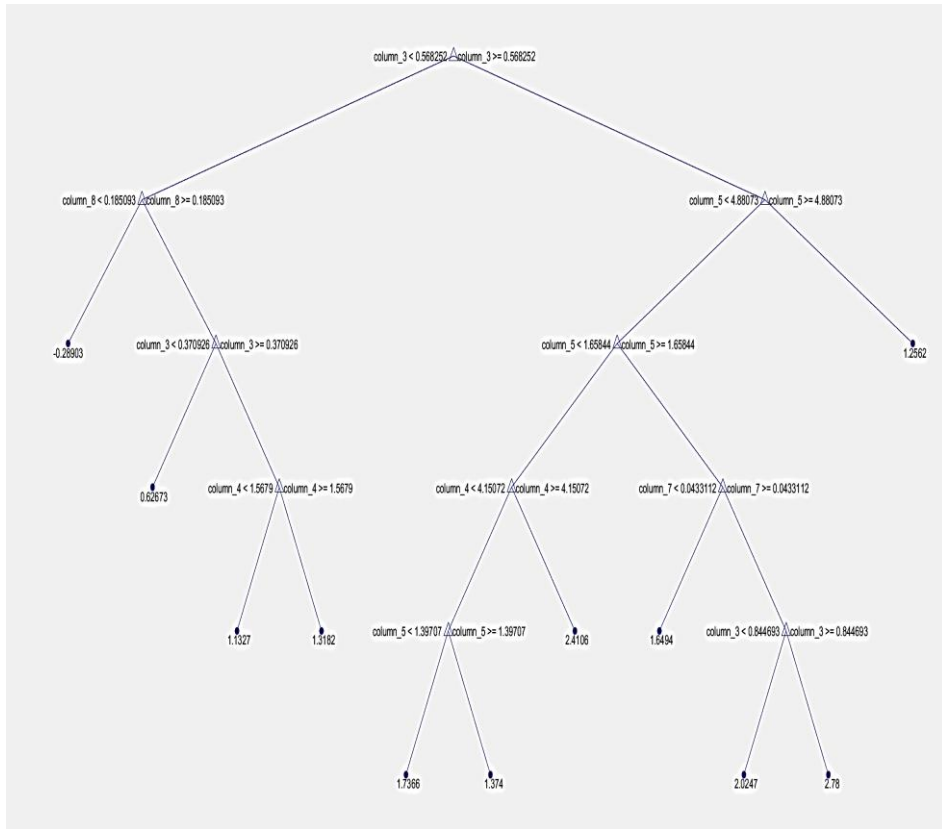 column_3 < 0.568252 column_3 >= 0.568252
column_8 < 0.185093 column_8 >= 0.185093
column_5 < 4.88073 column_5 >= 4.88073
-0.28903
column_3 < 0.370926 column_3 >= 0.370926
column_5 < 1.65844 column_5 >= 1.65844
1.2562
0.62673
column_4 < 1.5679 column_4 >= 1.5679
column_4 < 4.15072 column_4 >= 4.15072
column_7 < 0.0433112 column_7 >= 0.0433112
1.1327
1.3182
column_5 < 1.39707 column_5 >= 1.39707
2.4106
1.6494
column_3 < 0.844693 column_3 >= 0.844693
1.7366
1.374
2.0247
2.78